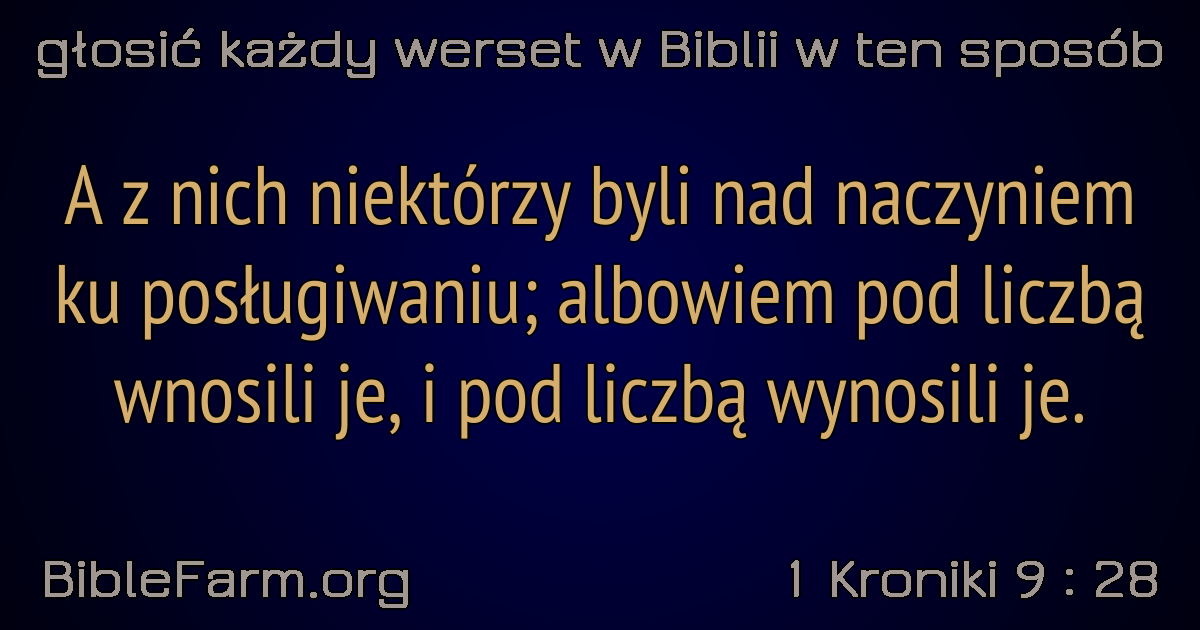 głosić każdy werset w Biblii w ten sposób
A z nich niektórzy byli nad naczyniem
ku posługiwaniu; albowiem pod liczbą
wnosili je, i pod liczbą wynosili je.
BibleFarm.org
1 Kroniki 9 : 28